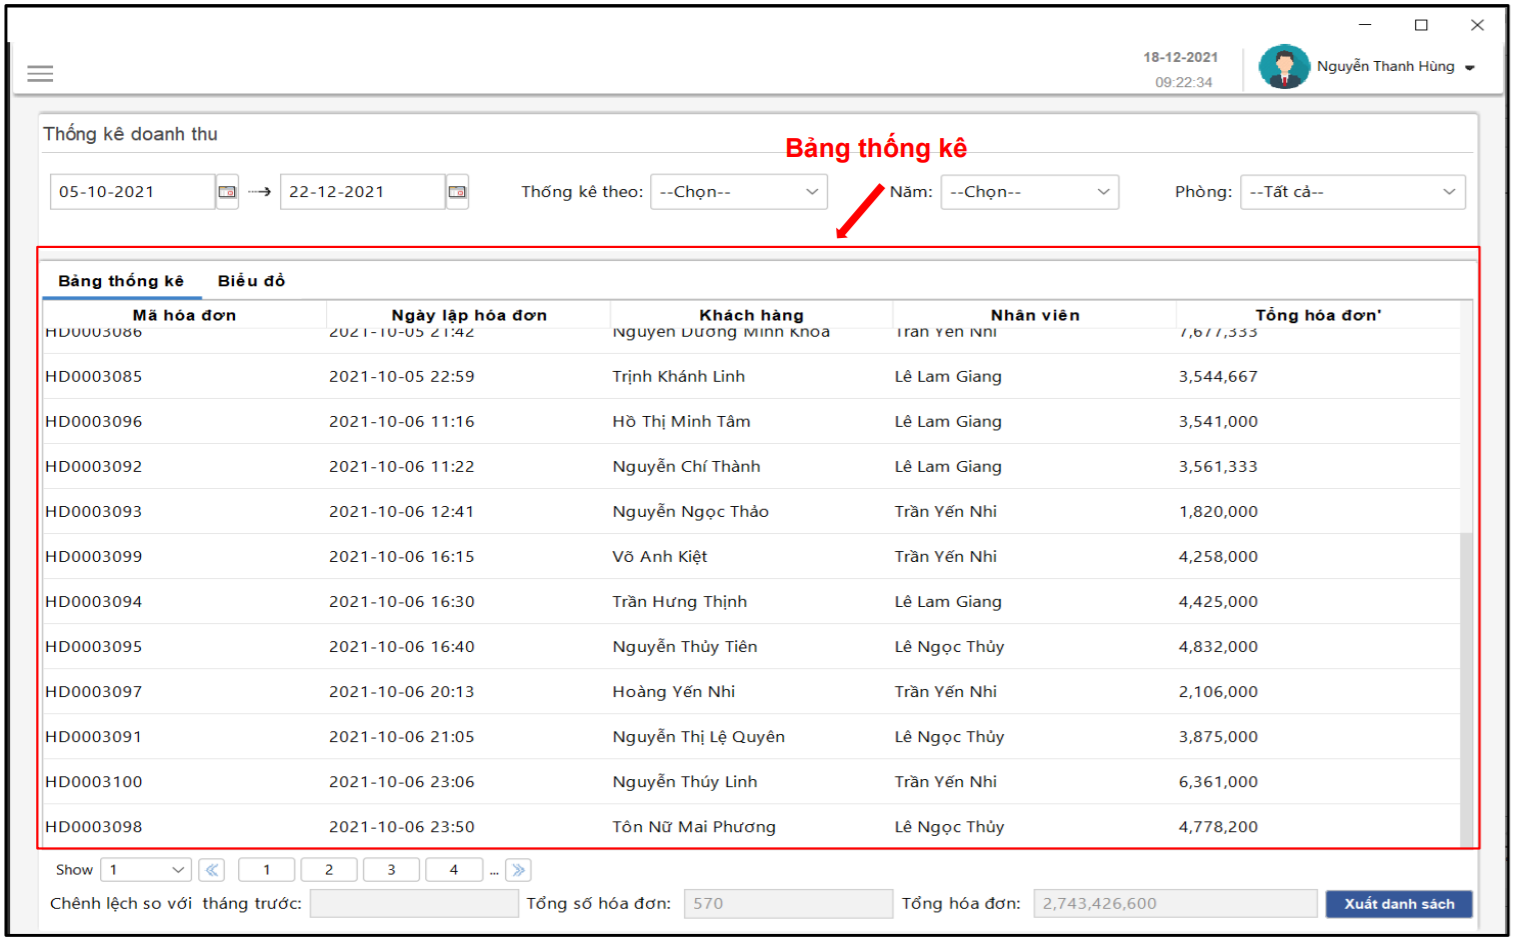 18-12-2021
09:22:34
Nguyễn Thanh Hùng
Thống kê doanh thu
Bảng thống kê
05-10-2021 22-12-2021 Thống kê theo: --Chọn-- Năm: --Chọn-- Phòng: --Tất cả--
Bảng thống kê Biểu đồ
Mã hóa đơn Ngày lập hóa đơn Khách hàng Nhân viên Tổng hóa đơn'
HD0003086 2021-10-05 21:42 Nguyễn Dương Minh Khoa Trần Yến Nhi 7,677,333
HD0003085 2021-10-05 22:59 Trịnh Khánh Linh Lê Lam Giang 3,544,667
HD0003096 2021-10-06 11:16 Hồ Thị Minh Tâm Lê Lam Giang 3,541,000
HD0003092 2021-10-06 11:22 Nguyễn Chí Thành Lê Lam Giang 3,561,333
HD0003093 2021-10-06 12:41 Nguyễn Ngọc Thảo Trần Yến Nhi 1,820,000
HD0003099 2021-10-06 16:15 Võ Anh Kiệt Trần Yến Nhi 4,258,000
HD0003094 2021-10-06 16:30 Trần Hưng Thịnh Lê Lam Giang 4,425,000
HD0003095 2021-10-06 16:40 Nguyễn Thủy Tiên Lê Ngọc Thủy 4,832,000
HD0003097 2021-10-06 20:13 Hoàng Yến Nhi Trần Yến Nhi 2,106,000
HD0003091 2021-10-06 21:05 Nguyễn Thị Lệ Quyên Lê Ngọc Thủy 3,875,000
HD0003100 2021-10-06 23:06 Nguyễn Thúy Linh Trần Yến Nhi 6,361,000
HD0003098 2021-10-06 23:50 Tôn Nữ Mai Phương Lê Ngọc Thủy 4,778,200
Show 1 1 2 3 4 ...
Chênh lệch so với tháng trước: Tổng số hóa đơn: 570 Tổng hóa đơn: 2,743,426,600 Xuất danh sách